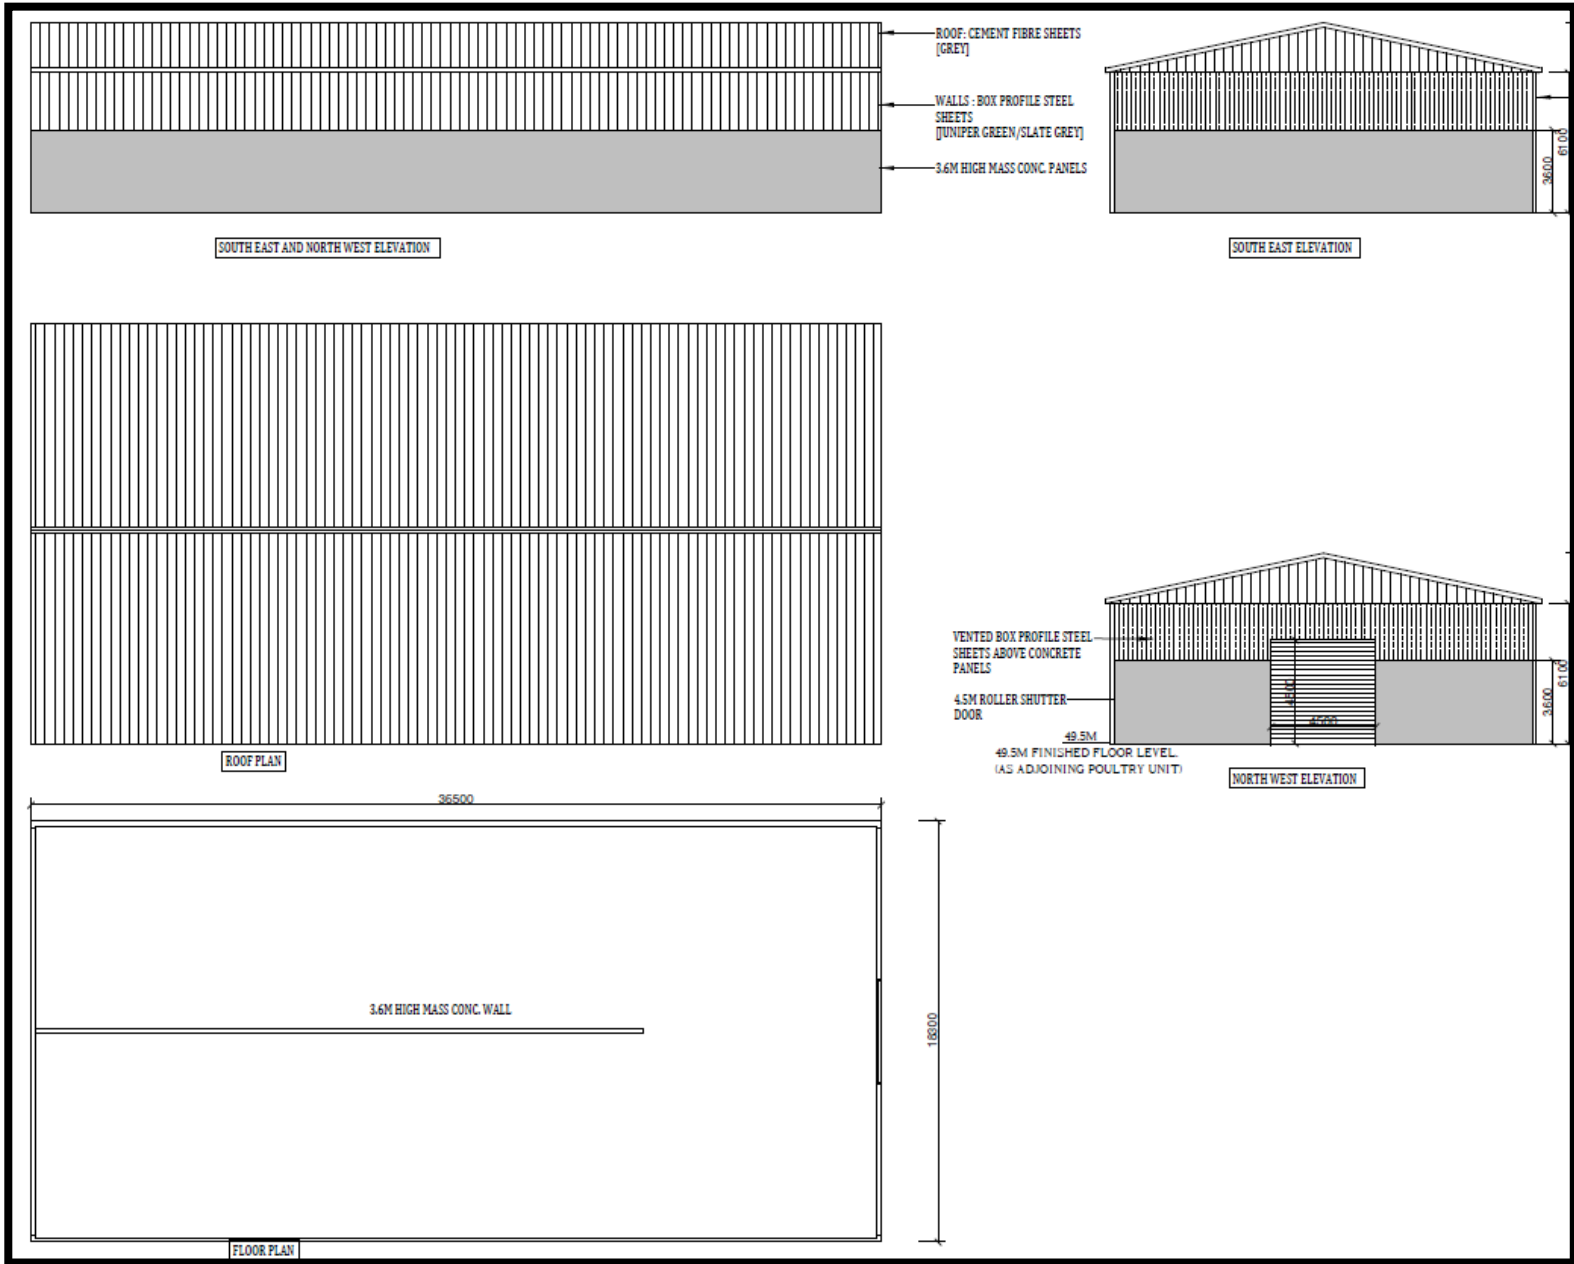 ROOF: CEMENT FIBRE SHEETS
[GREY]
WALLS : BOX PROFILE STEEL
SHEETS
[JUNIPER GREEN/SLATE GREY]
3.6M HIGH MASS CONC. PANELS
6100
3600
SOUTH EAST AND NORTH WEST ELEVATION
SOUTH EAST ELEVATION
VENTED BOX PROFILE STEEL
SHEETS ABOVE CONCRETE
PANELS
4.5M ROLLER SHUTTER
DOOR
4500
4500
6100
3600
49.5M
49.5M FINISHED FLOOR LEVEL.
(AS ADJOINING POULTRY UNIT)
ROOF PLAN
NORTH WEST ELEVATION
36500
3.6M HIGH MASS CONC. WALL
18300
FLOOR PLAN